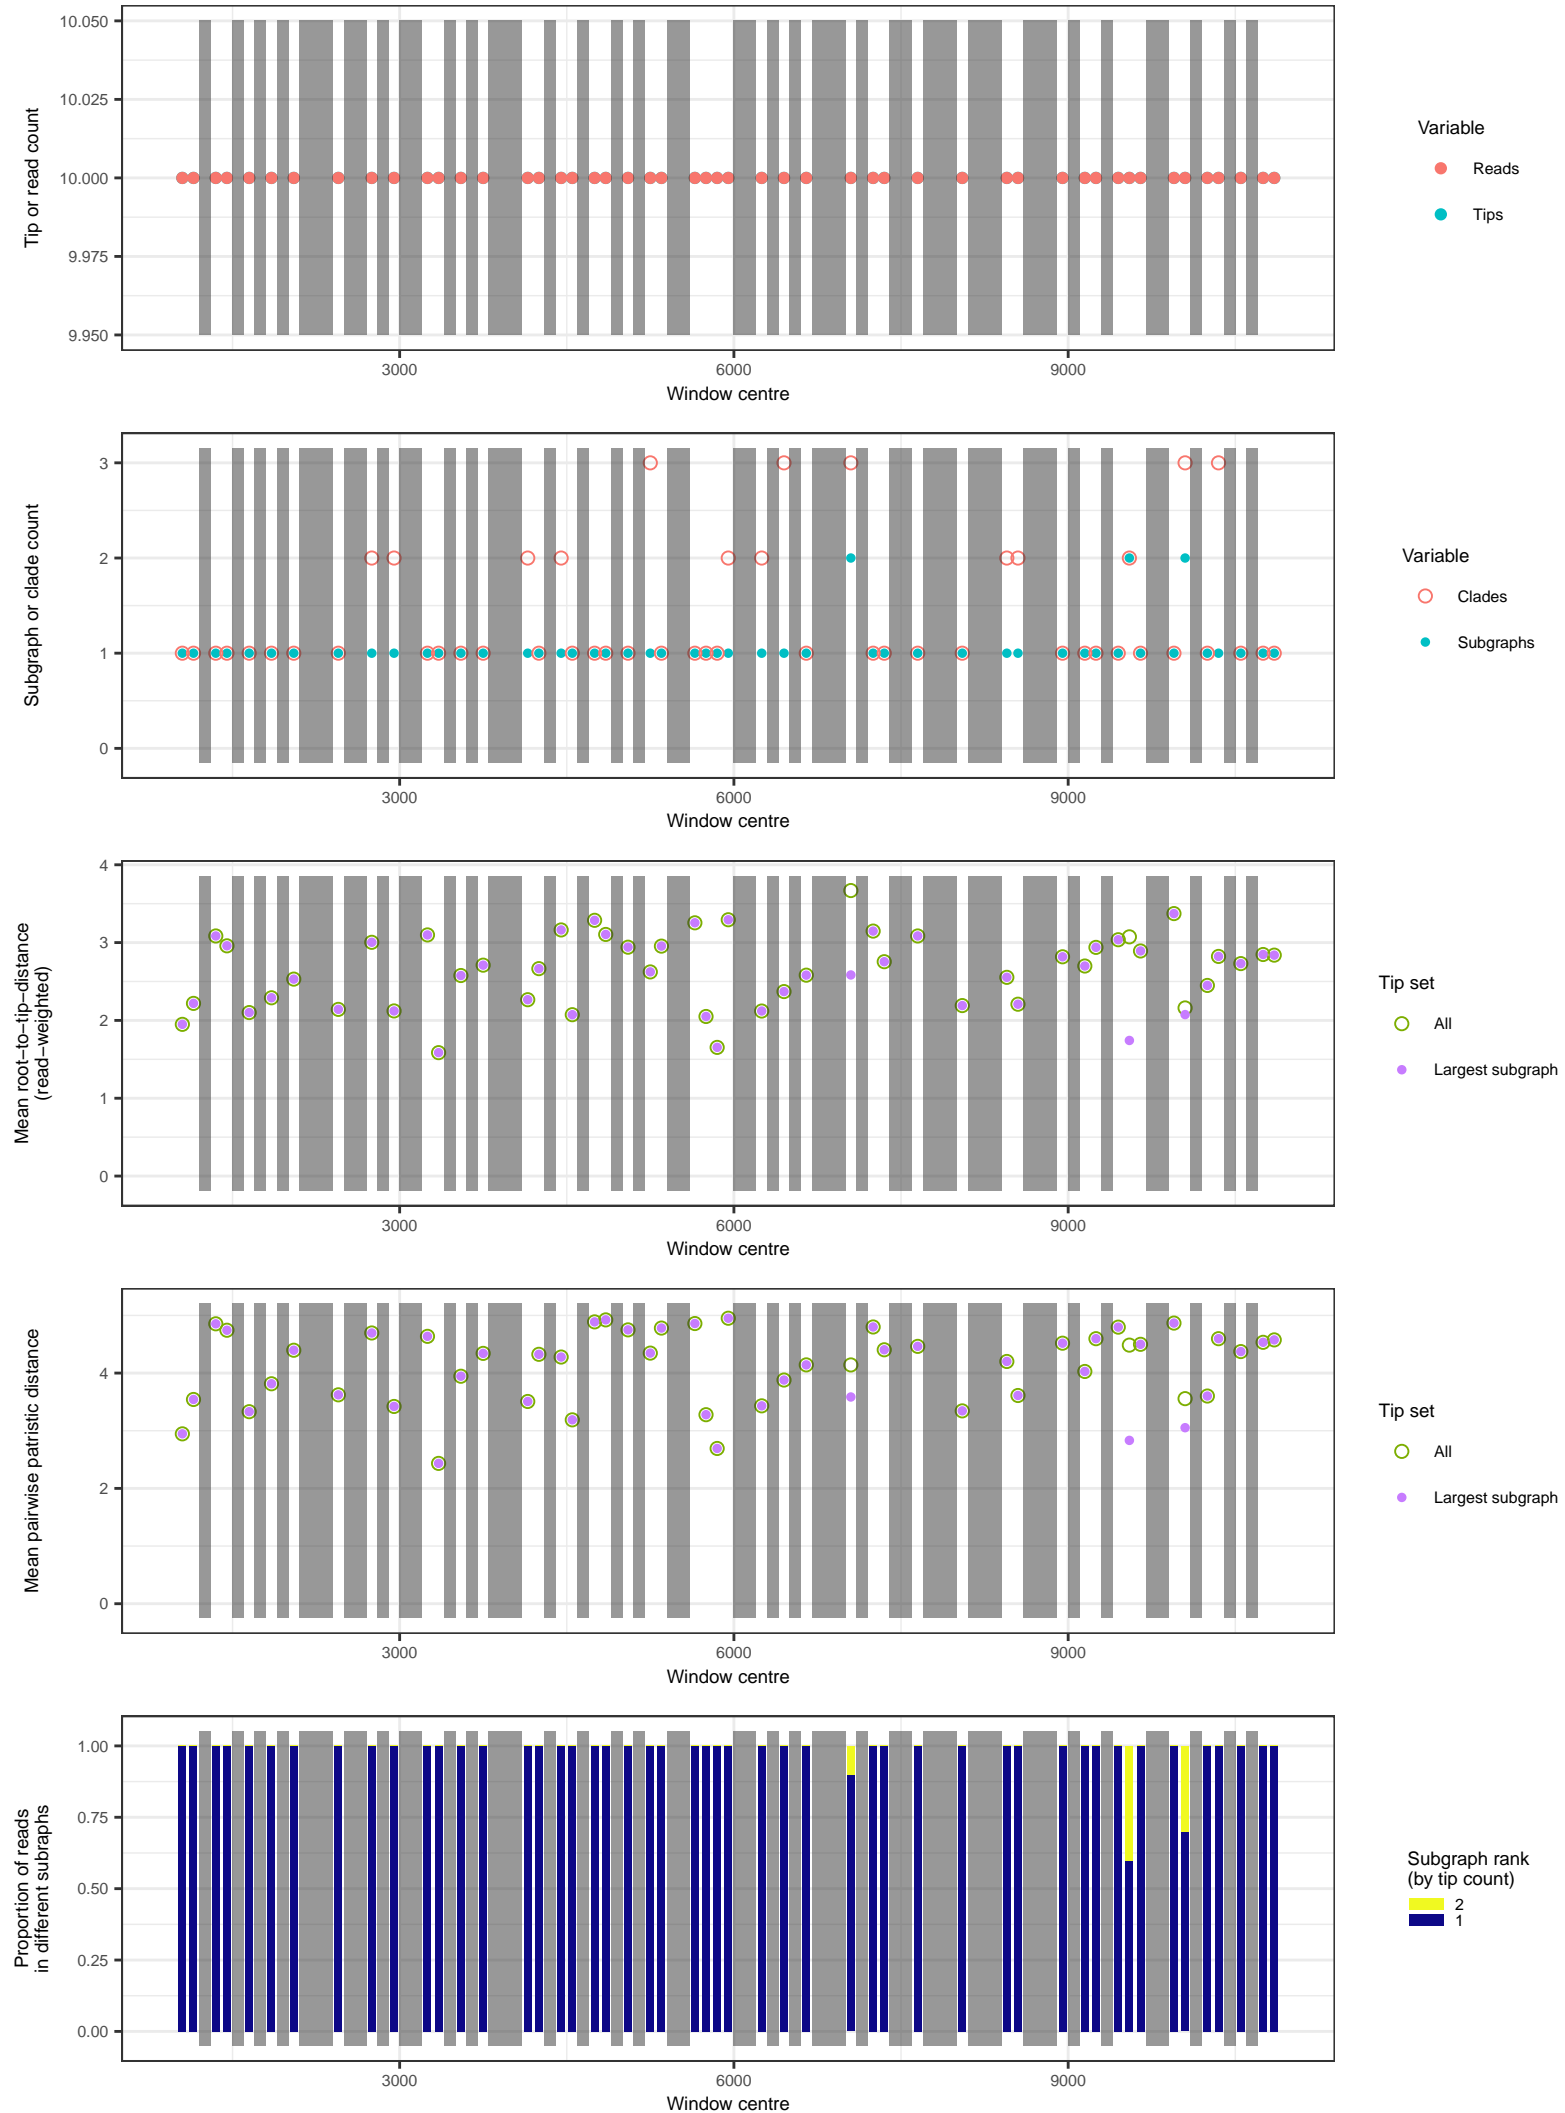 10.050
10.025
10.000
9.975
9.950
Tip or read count
3000
6000
9000
Window centre
Variable
Reads
Tips
3
2
1
0
Subgraph or clade count
3000
6000
9000
Window centre
Variable
Clades
Subgraphs
4
3
2
1
0
Mean root−to−tip−distance
(read−weighted)
3000
6000
9000
Window centre
Tip set
All
Largest subgraph
4
2
0
Mean pairwise patristic distance
3000
6000
9000
Window centre
Tip set
All
Largest subgraph
1.00
0.75
0.50
0.25
0.00
Proportion of reads
in different subraphs
3000
6000
9000
Window centre
Subgraph rank
(by tip count)
2
1